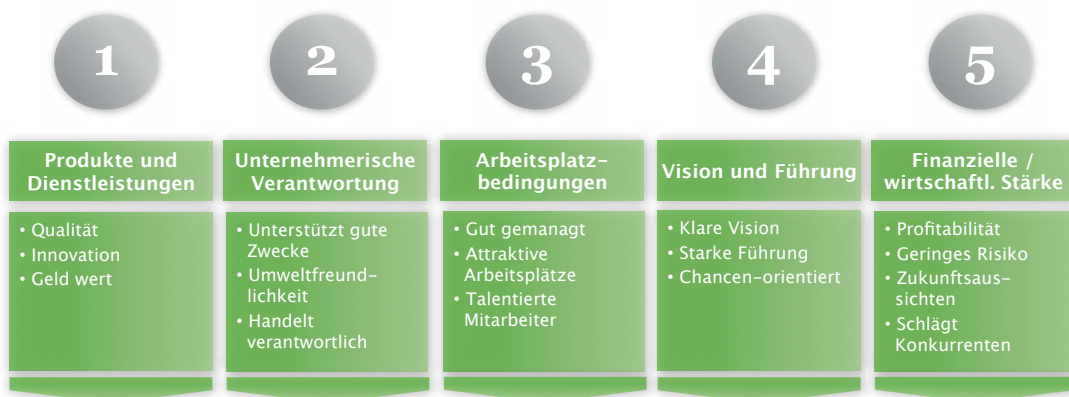 1
2
3
4
5
Produkte und
Dienstleistungen
• Qualität
• Innovation
• Geld wert
Unternehmerische
Verantwortung
• Unterstützt gute
Zwecke
• Umweltfreund-
lichkeit
• Handelt
verantwortlich
Arbeitsplatz-
bedingungen
• Gut gemanagt
• Attraktive
Arbeitsplätze
• Talentierte
Mitarbeiter
Vision und Führung
• Klare Vision
• Starke Führung
• Chancen-orientiert
Finanzielle /
wirtschaftl. Stärke
• Profitabilität
• Geringes Risiko
• Zukunftsaus-
sichten
• Schlägt
Konkurrenten